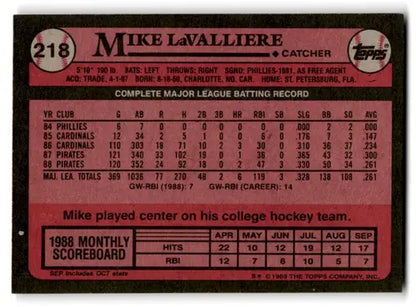 218
MIKE LAVALLIERE
CATCHER
Topps
5'10" 190 lb BATS: LEFT THROWS: RIGHT SGND: PHILLIES-1981, AS FREE AGENT
ACQ: TRADE, 4-1-87 BORN: 8-18-60, CHARLOTTE, NO. CAR. HOME: ST. PETERSBURG, FLA.
COMPLETE MAJOR LEAGUE BATTING RECORD
YR CLUB G AB R H 2B 3B HR RBI SB SLG BB SO AVG
84 PHILLIES 6 7 0 0 0 0 0 0 0 .000 2 2 .000
85 CARDINALS 12 34 2 5 1 0 0 6 0 .176 7 3 .147
86 CARDINALS 110 303 18 71 10 2 3 30 0 .310 36 37 .234
87 PIRATES 121 340 33 102 19 0 1 36 0 .365 43 32 .300
88 PIRATES 120 352 24 92 18 0 2 47 3 .330 50 34 .261
MAJ. LEA. TOTALS 369 1036 77 270 48 2 6 119 3 .328 138 108 .261
GW-RBI (1988): 7 GW-RBI (CAREER): 14
Mike played center on his college hockey team.
1988 MONTHLY SCOREBOARD
APR MAY JUN JUL AUG SEP
HITS 22 10 12 19 12 17
RBI 12 6 4 7 6 12
SEP includes OCT stats
© 1989 THE TOPPS COMPANY, INC.